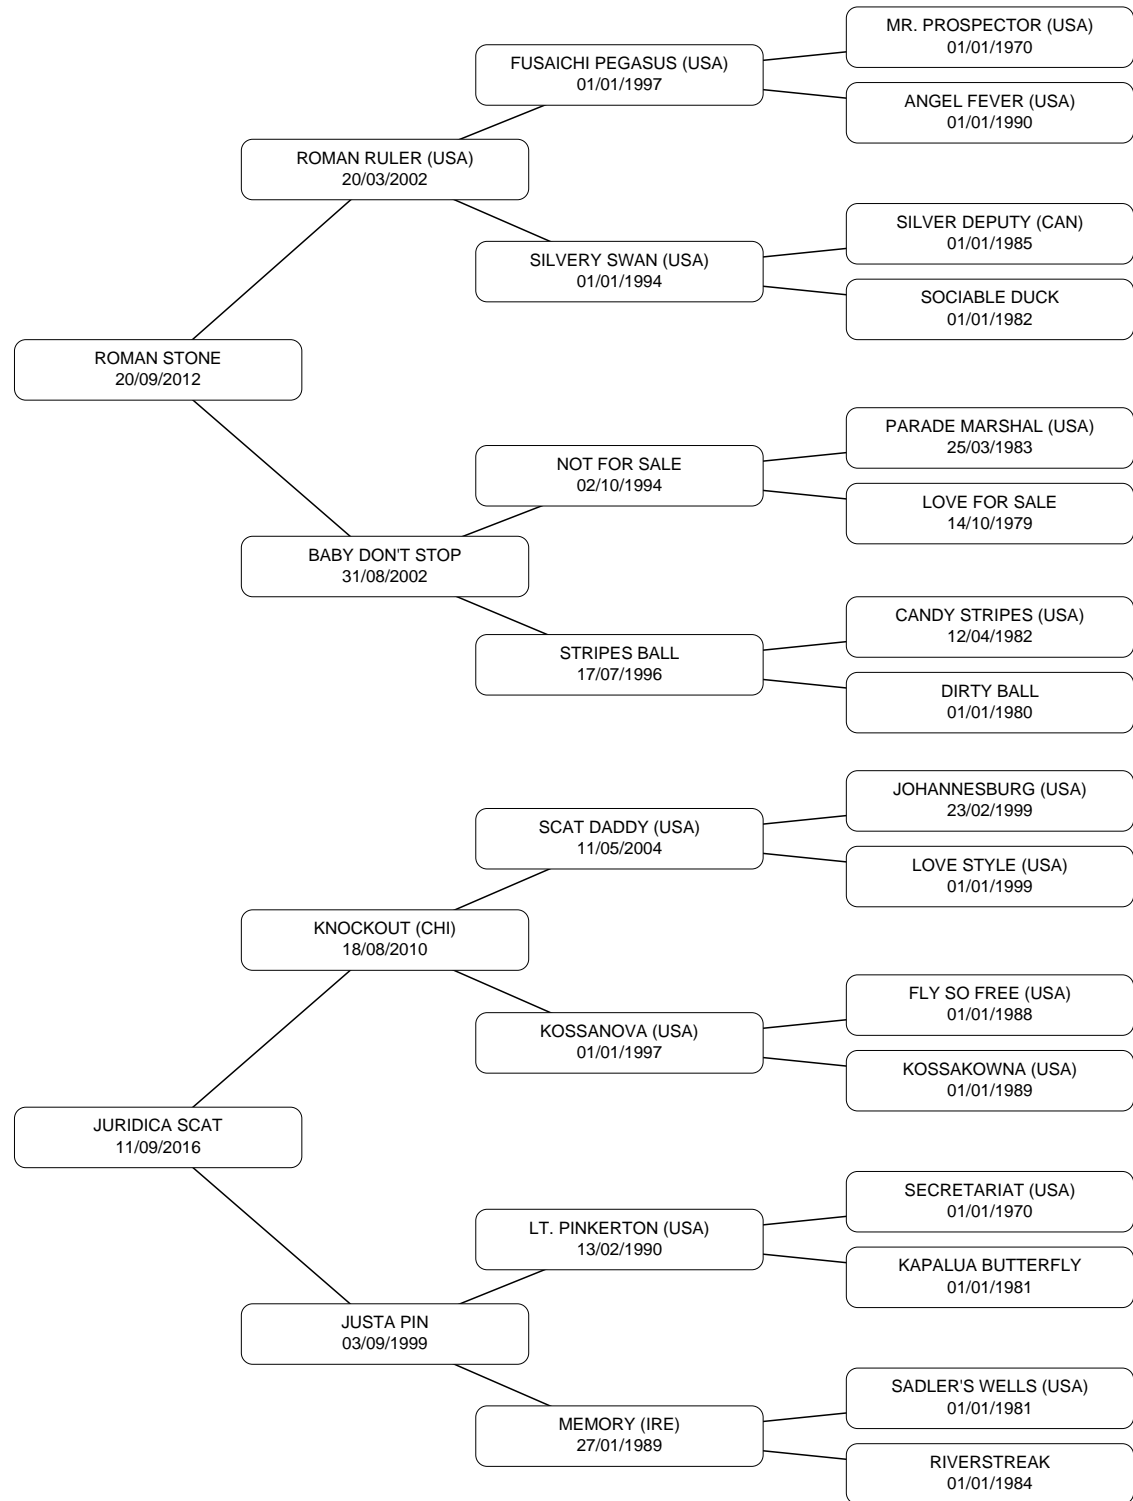 MR. PROSPECTOR (USA)
01/01/1970
FUSAICHI PEGASUS (USA)
01/01/1997
ANGEL FEVER (USA)
01/01/1990
ROMAN RULER (USA)
20/03/2002
SILVER DEPUTY (CAN)
01/01/1985
SILVERY SWAN (USA)
01/01/1994
SOCIABLE DUCK
01/01/1982
ROMAN STONE
20/09/2012
PARADE MARSHAL (USA)
25/03/1983
NOT FOR SALE
02/10/1994
LOVE FOR SALE
14/10/1979
BABY DON'T STOP
31/08/2002
CANDY STRIPES (USA)
12/04/1982
STRIPES BALL
17/07/1996
DIRTY BALL
01/01/1980
JOHANNESBURG (USA)
23/02/1999
SCAT DADDY (USA)
11/05/2004
LOVE STYLE (USA)
01/01/1999
KNOCKOUT (CHI)
18/08/2010
FLY SO FREE (USA)
01/01/1988
KOSSANOVA (USA)
01/01/1997
KOSSAKOWNA (USA)
01/01/1989
JURIDICA SCAT
11/09/2016
SECRETARIAT (USA)
01/01/1970
LT. PINKERTON (USA)
13/02/1990
KAPALUA BUTTERFLY
01/01/1981
JUSTA PIN
03/09/1999
SADLER'S WELLS (USA)
01/01/1981
MEMORY (IRE)
27/01/1989
RIVERSTREAK
01/01/1984